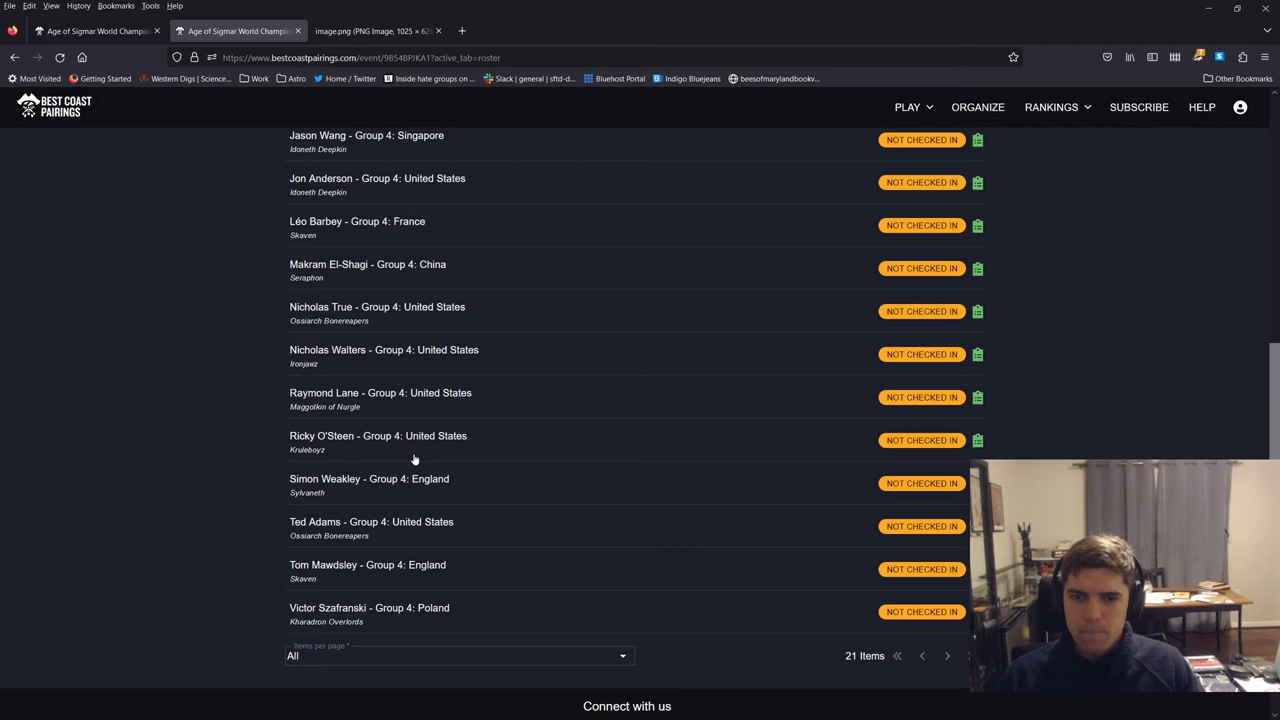 File Edit View History Bookmarks Tools Help
Age of Sigmar World Champion
Age of Sigmar World Champion
image.png (PNG Image, 1025 × 626
https://www.bestcoastpairings.com/event/9B54BPJKA1?active_tab=roster
Most Visited Getting Started Western Digs | Science... Work Astro Home / Twitter Inside hate groups on ... Slack | general | sftd-d... Bluehost Portal Indigo Bluejeans beesofmarylandbookv... Other Bookmarks
BEST COAST
PAIRINGS
PLAY ORGANIZE RANKINGS SUBSCRIBE HELP
Jason Wang - Group 4: Singapore
Idoneth Deepkin
NOT CHECKED IN
Jon Anderson - Group 4: United States
Idoneth Deepkin
NOT CHECKED IN
Léo Barbey - Group 4: France
Skaven
NOT CHECKED IN
Makram El-Shagi - Group 4: China
Seraphon
NOT CHECKED IN
Nicholas True - Group 4: United States
Ossiarch Bonereapers
NOT CHECKED IN
Nicholas Walters - Group 4: United States
Ironjawz
NOT CHECKED IN
Raymond Lane - Group 4: United States
Maggotkin of Nurgle
NOT CHECKED IN
Ricky O'Steen - Group 4: United States
Kruleboyz
NOT CHECKED IN
Simon Weakley - Group 4: England
Sylvaneth
NOT CHECKED IN
Ted Adams - Group 4: United States
Ossiarch Bonereapers
NOT CHECKED IN
Tom Mawdsley - Group 4: England
Skaven
NOT CHECKED IN
Victor Szafranski - Group 4: Poland
Kharadron Overlords
NOT CHECKED IN
Items per page *
All
21 Items
Connect with us